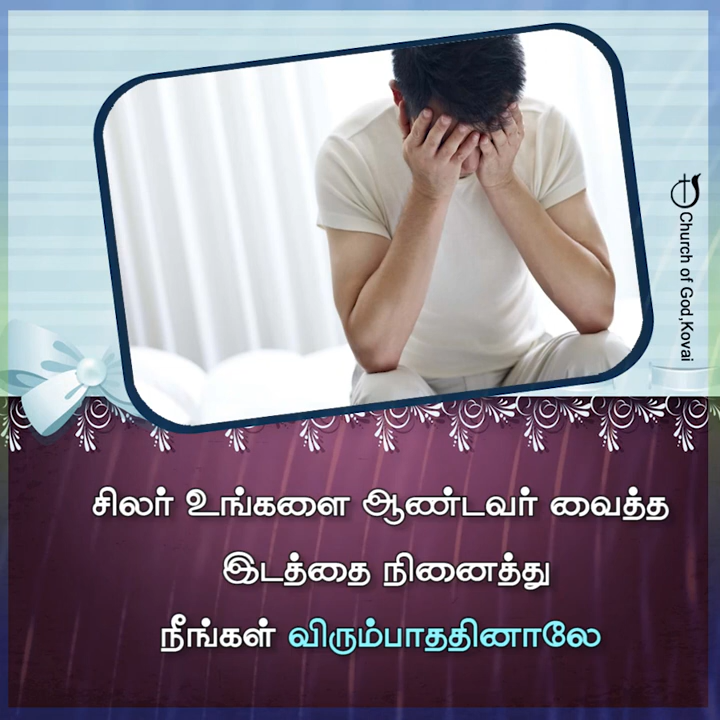 Church of God,Kovai
சிலர் உங்களை ஆண்டவர் வைத்த
இடத்தை நினைத்து
நீங்கள் விரும்பாததினாலே